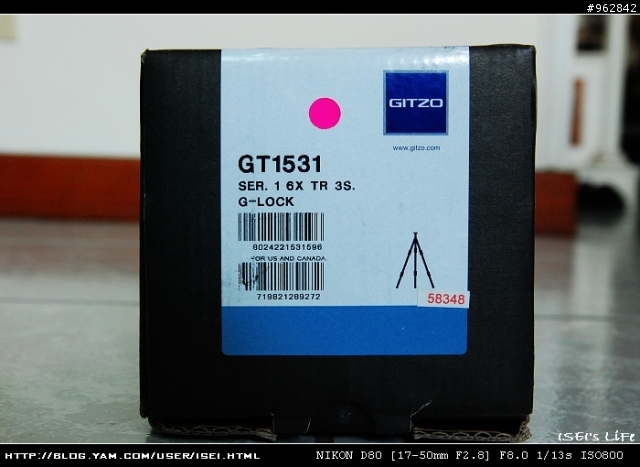 #962842
GITZO
www.gitzo.com
GT1531
SER. 1 6X TR 3S.
G-LOCK
8024221531596
FOR US AND CANADA
719821289272
58348
iSEi's LiFe
HTTP://BLOG.YAM.COM/USER/ISEI.HTML
NIKON D80 [17-50mm F2.8] F8.0 1/13s ISO800